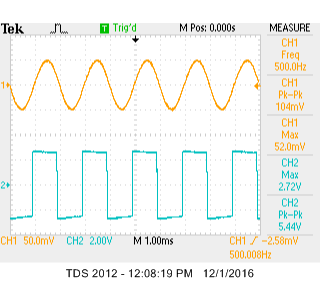 Tek Trig'd M Pos: 0.000s MEASURE
CH1
Freq
500.0Hz
CH1
Pk-Pk
104mV
CH1
Max
52.0mV
CH2
Max
2.72V
CH2
Pk-Pk
5.44V
1
2
CH1 50.0mV CH2 2.00V M 1.00ms CH1 / -2.58mV
500.008Hz
TDS 2012 - 12:08:19 PM 12/1/2016